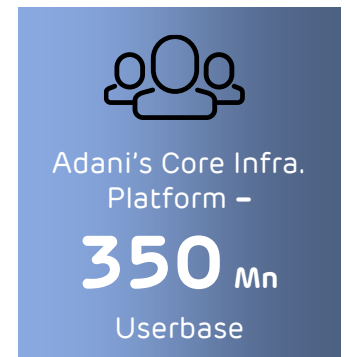 Adani's Core Infra.
Platform –
350 Mn
Userbase